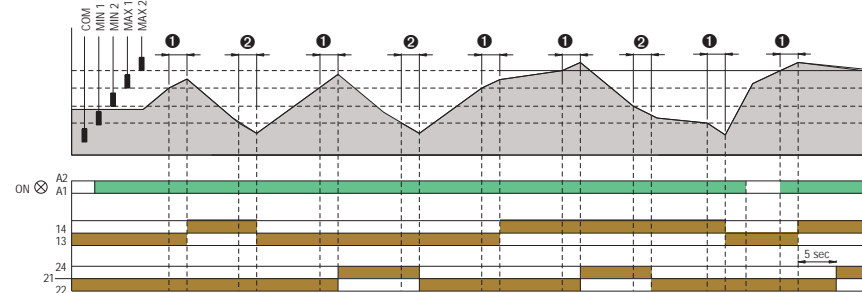 COM
MIN 1
MIN 2
MAX 1
MAX 2
❶ ❷ ❶ ❷ ❶ ❶ ❷ ❶ ❶
A2
ON ⊗ A1
14
13
5 sec
24
21
22